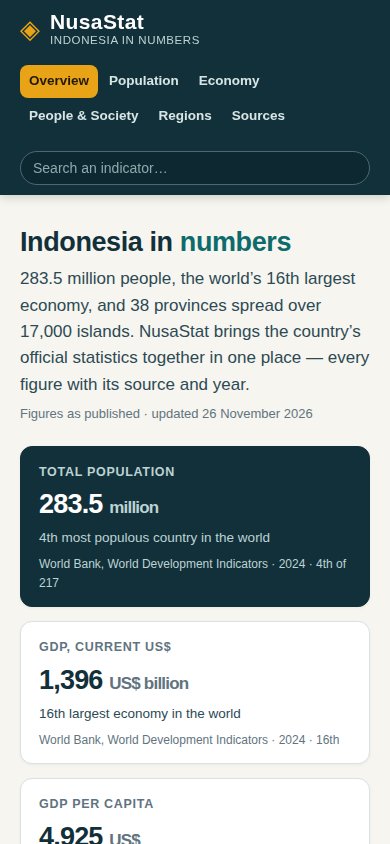 NusaStat
INDONESIA IN NUMBERS
Overview Population Economy
People & Society Regions Sources
Search an indicator…
Indonesia in numbers
283.5 million people, the world’s 16th largest
economy, and 38 provinces spread over
17,000 islands. NusaStat brings the country’s
official statistics together in one place — every
figure with its source and year.
Figures as published · updated 26 November 2026
TOTAL POPULATION
283.5 million
4th most populous country in the world
World Bank, World Development Indicators · 2024 · 4th of
217
GDP, CURRENT US$
1,396 US$ billion
16th largest economy in the world
World Bank, World Development Indicators · 2024 · 16th
GDP PER CAPITA
4,925 US$